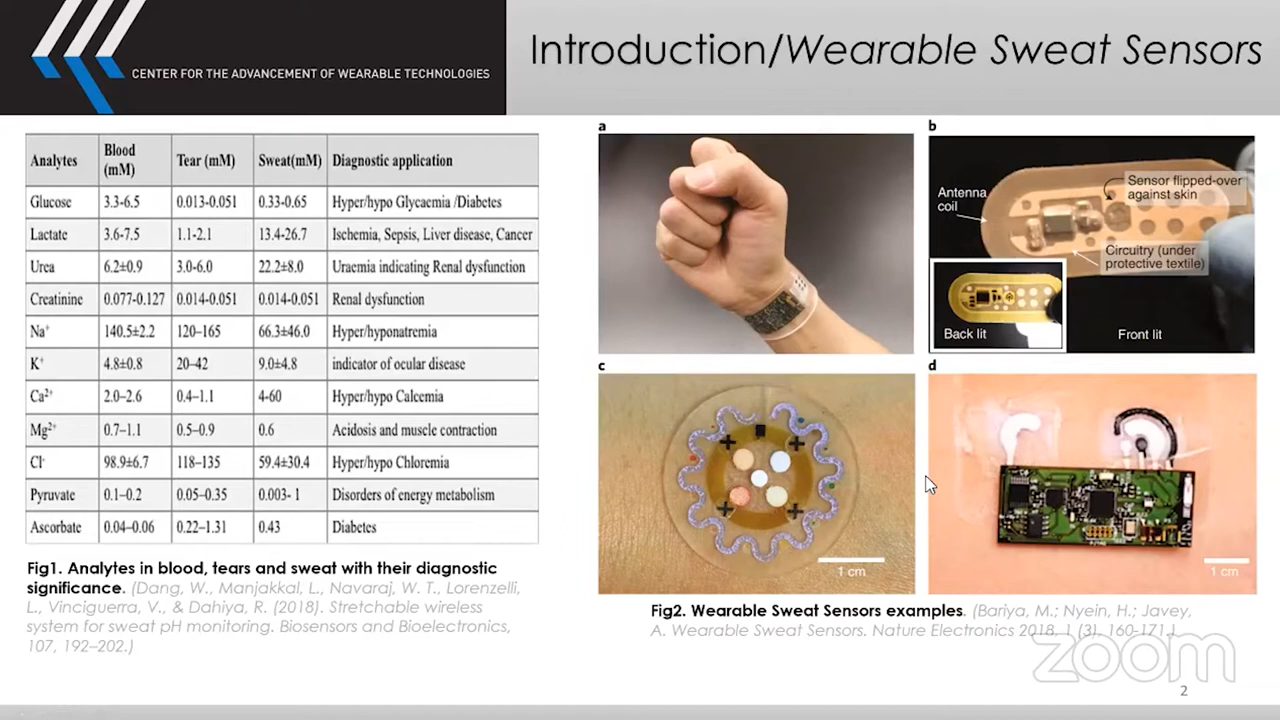 CENTER FOR THE ADVANCEMENT OF WEARABLE TECHNOLOGIES
Introduction/Wearable Sweat Sensors
Analytes Blood (mM) Tear (mM) Sweat(mM) Diagnostic application
Glucose 3.3-6.5 0.013-0.051 0.33-0.65 Hyper/hypo Glycaemia /Diabetes
Lactate 3.6-7.5 1.1-2.1 13.4-26.7 Ischemia, Sepsis, Liver disease, Cancer
Urea 6.2±0.9 3.0-6.0 22.2±8.0 Uraemia indicating Renal dysfunction
Creatinine 0.077-0.127 0.014-0.051 0.014-0.051 Renal dysfunction
Na⁺ 140.5±2.2 120–165 66.3±46.0 Hyper/hyponatremia
K⁺ 4.8±0.8 20–42 9.0±4.8 indicator of ocular disease
Ca²⁺ 2.0–2.6 0.4–1.1 4-60 Hyper/hypo Calcemia
Mg²⁺ 0.7–1.1 0.5–0.9 0.6 Acidosis and muscle contraction
Cl⁻ 98.9±6.7 118–135 59.4±30.4 Hyper/hypo Chloremia
Pyruvate 0.1–0.2 0.05–0.35 0.003- 1 Disorders of energy metabolism
Ascorbate 0.04–0.06 0.22–1.31 0.43 Diabetes
Fig1. Analytes in blood, tears and sweat with their diagnostic
significance. (Dang, W., Manjakkal, L., Navaraj, W. T., Lorenzelli,
L., Vinciguerra, V., & Dahiya, R. (2018). Stretchable wireless
system for sweat pH monitoring. Biosensors and Bioelectronics,
107, 192–202.)
a
b
Antenna
coil
Sensor flipped-over
against skin
Circuitry (under
protective textile)
Back lit
Front lit
c
1 cm
d
1 cm
Fig2. Wearable Sweat Sensors examples. (Bariya, M.; Nyein, H.; Javey,
A. Wearable Sweat Sensors. Nature Electronics 2018, 1 (3), 160-171.)
zoom
2